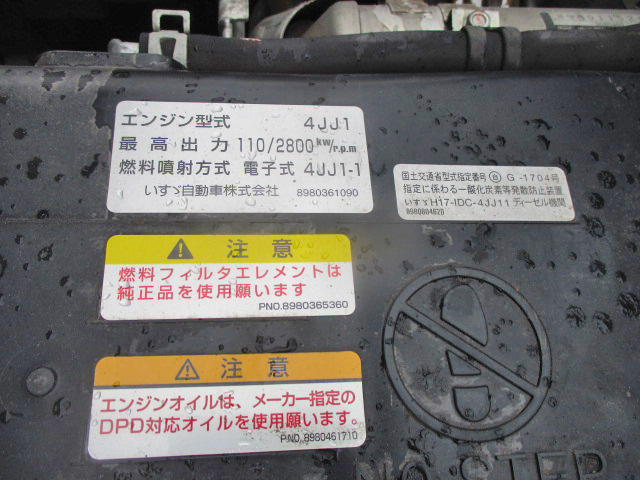 エンジン型式 4JJ1
最高出力 110/2800kw/r.p.m
燃料噴射方式 電子式 4JJ1-1
いすゞ自動車株式会社 8980361090
国土交通省型式指定番号 G-1704号
指定に係わる一酸化炭素等発散防止装置
いすゞH17-IDC-4JJ11 ディーゼル機関
8980804620
注意
燃料フィルタエレメントは
純正品を使用願います
PNO.8980365360
注意
エンジンオイルは、メーカー指定の
DPD対応オイルを使用願います。
P.NO.8980461710
NO STEP